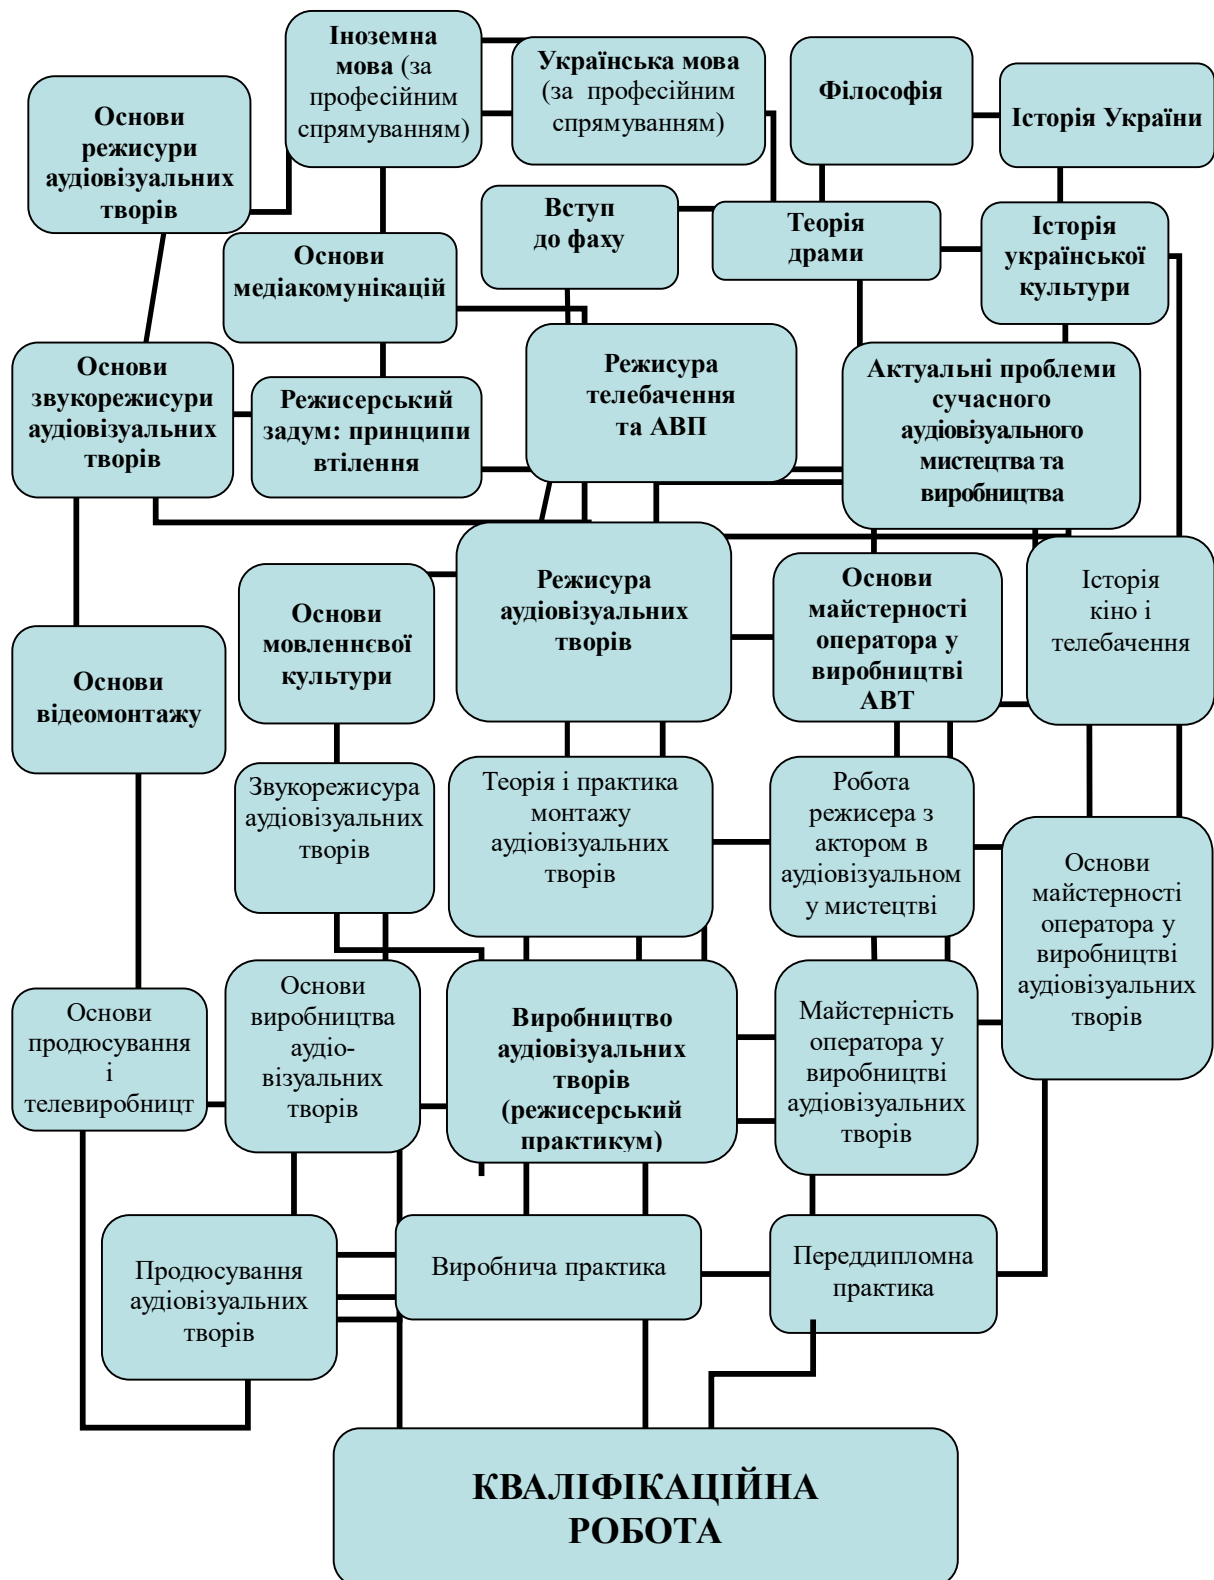 Іноземна
мова (за
професійним
спрямуванням)
Українська мова
(за професійним
спрямуванням)
Філософія
Історія України
Основи
режисури
аудіовізуальних
творів
Вступ
до фаху
Теорія
драми
Історія
української
культури
Основи
медіакомунікацій
Основи
звукорежисури
аудіовізуальних
творів
Режисерський
задум: принципи
втілення
Режисура
телебачення
та АВП
Актуальні проблеми
сучасного
аудіовізуального
мистецтва та
виробництва
Основи
мовленнєвої
культури
Режисура
аудіовізуальних
творів
Основи
майстерності
оператора у
виробництві
АВТ
Історія
кіно і
телебачення
Основи
відеомонтажу
Звукорежисура
аудіовізуальних
творів
Теорія і практика
монтажу
аудіовізуальних
творів
Робота
режисера з
актором в
аудіовізуальном
у мистецтві
Основи
майстерності
оператора у
виробництві
аудіовізуальних
творів
Основи
продюсування
і
телевиробницт
Основи
виробництва
аудіо-
візуальних
творів
Виробництво
аудіовізуальних
творів
(режисерський
практикум)
Майстерність
оператора у
виробництві
аудіовізуальних
творів
Продюсування
аудіовізуальних
творів
Виробнича практика
Переддипломна
практика
КВАЛІФІКАЦІЙНА
РОБОТА